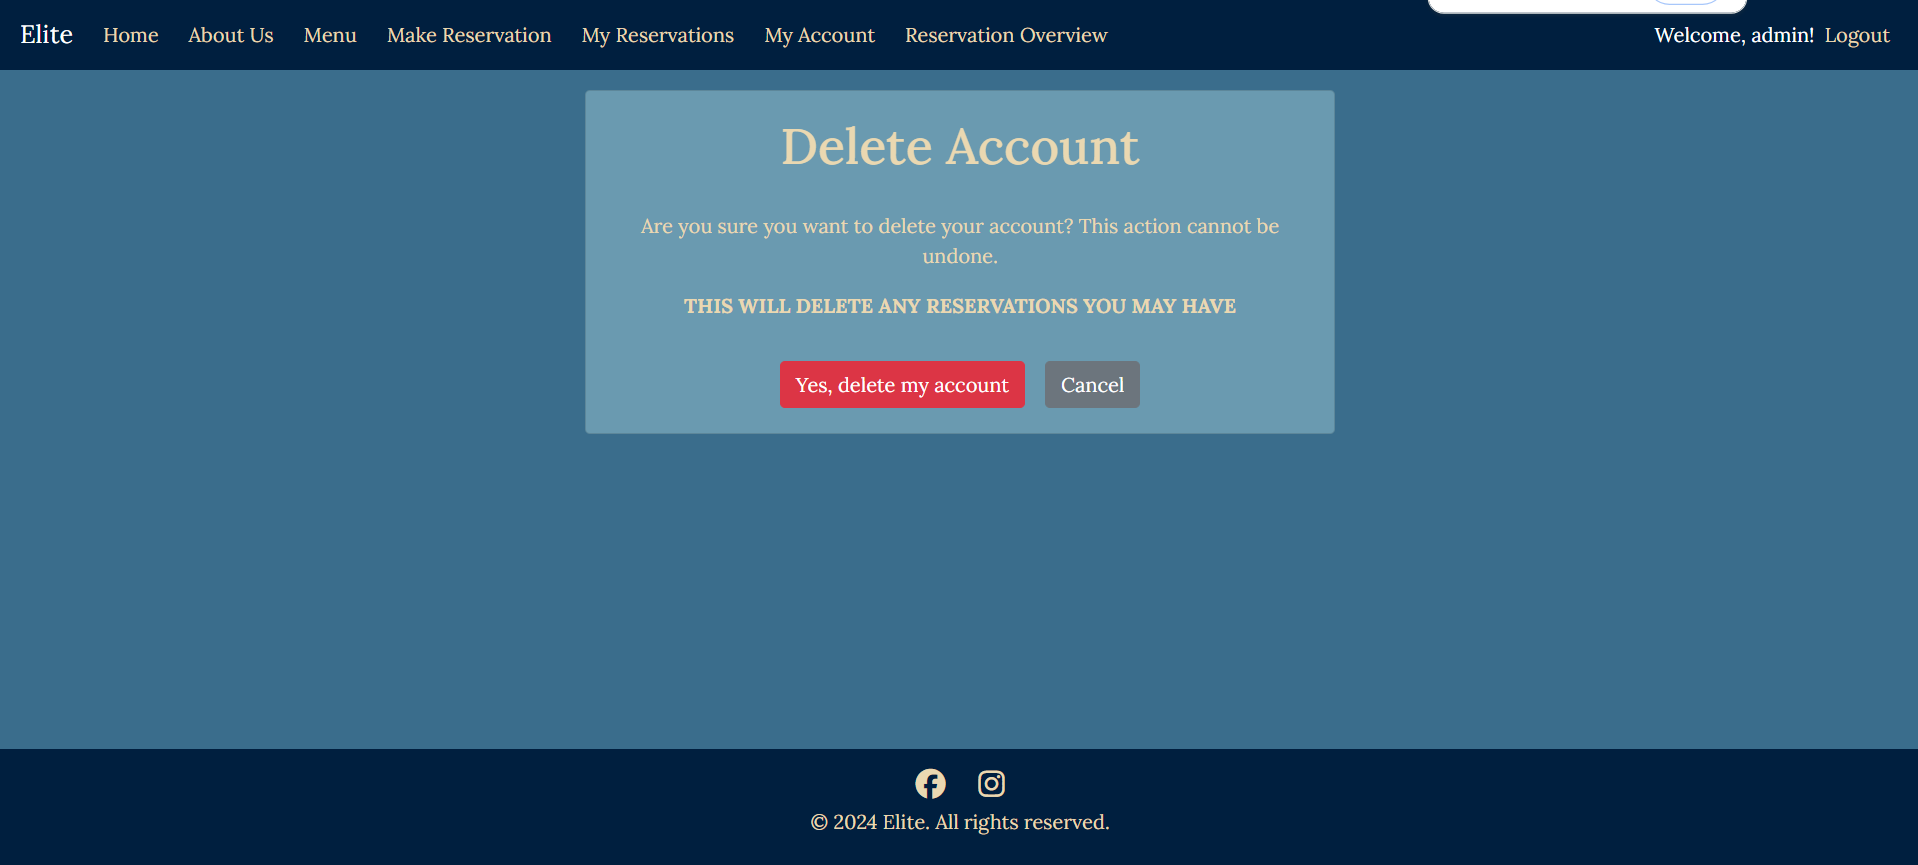 Elite Home About Us Menu Make Reservation My Reservations My Account Reservation Overview Welcome, admin! Logout
Delete Account
Are you sure you want to delete your account? This action cannot be
undone.
THIS WILL DELETE ANY RESERVATIONS YOU MAY HAVE
Yes, delete my account Cancel
© 2024 Elite. All rights reserved.